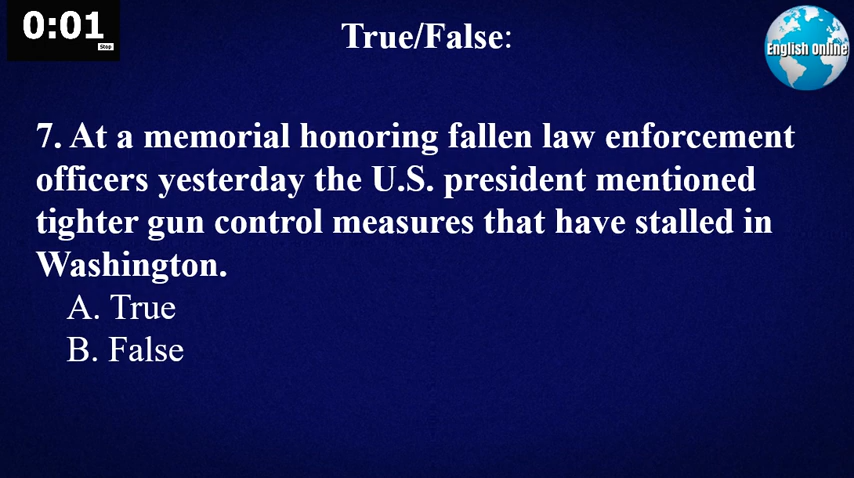 0:01
Stop
True/False:
English Online
7. At a memorial honoring fallen law enforcement
officers yesterday the U.S. president mentioned
tighter gun control measures that have stalled in
Washington.
A. True
B. False